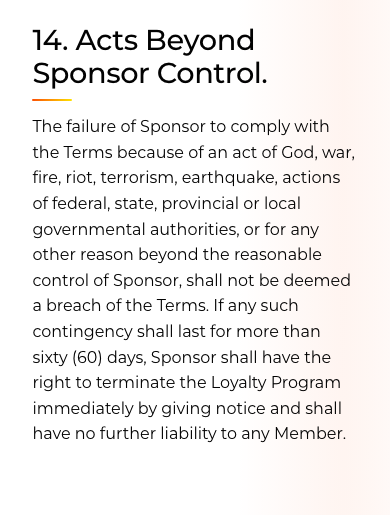 14. Acts Beyond
Sponsor Control.
The failure of Sponsor to comply with
the Terms because of an act of God, war,
fire, riot, terrorism, earthquake, actions
of federal, state, provincial or local
governmental authorities, or for any
other reason beyond the reasonable
control of Sponsor, shall not be deemed
a breach of the Terms. If any such
contingency shall last for more than
sixty (60) days, Sponsor shall have the
right to terminate the Loyalty Program
immediately by giving notice and shall
have no further liability to any Member.